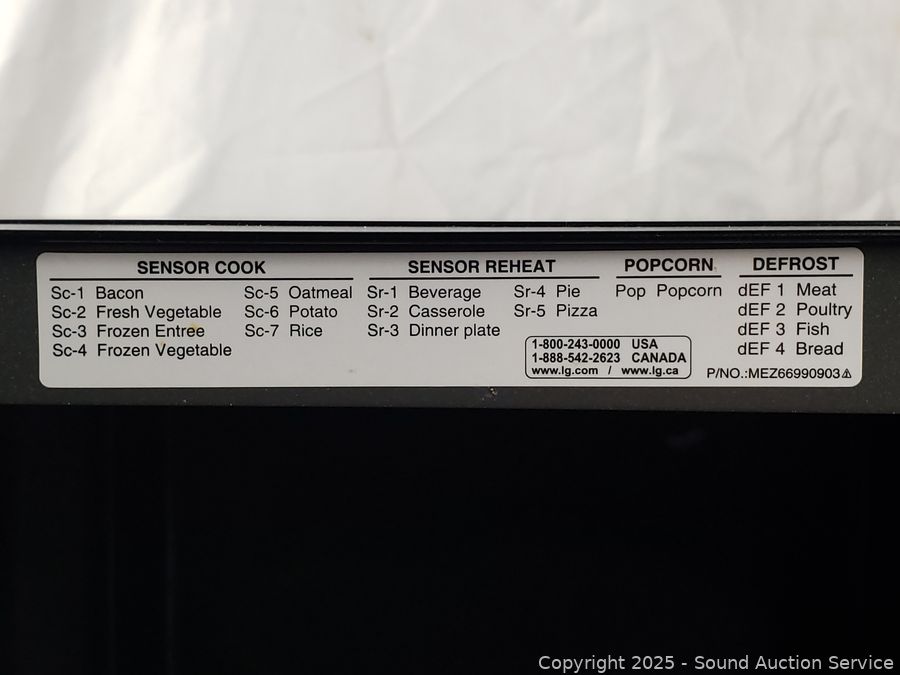 SENSOR COOK
Sc-1 Bacon
Sc-2 Fresh Vegetable
Sc-3 Frozen Entree
Sc-4 Frozen Vegetable
Sc-5 Oatmeal
Sc-6 Potato
Sc-7 Rice
SENSOR REHEAT
Sr-1 Beverage
Sr-2 Casserole
Sr-3 Dinner plate
Sr-4 Pie
Sr-5 Pizza
POPCORN
Pop Popcorn
DEFROST
dEF 1 Meat
dEF 2 Poultry
dEF 3 Fish
dEF 4 Bread
1-800-243-0000 USA
1-888-542-2623 CANADA
www.lg.com / www.lg.ca
P/NO.:MEZ66990903
Copyright 2025 - Sound Auction Service